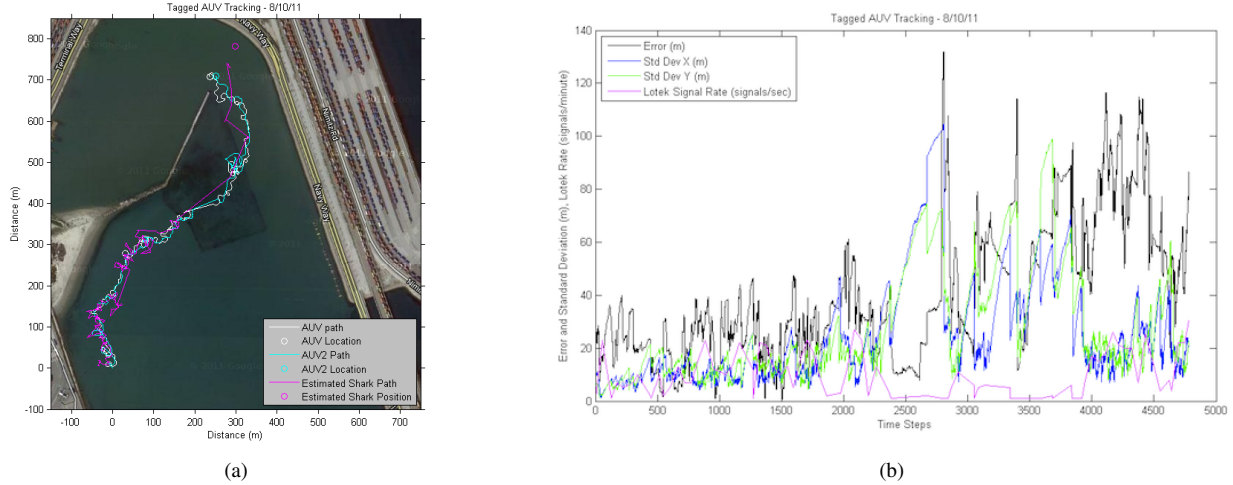 Tagged AUV Tracking - 8/10/11
800
700
600
500
400
300
200
100
0
-100
Distance (m)
-100
0
100
200
300
400
500
600
700
Distance (m)
Terminal Way
Navy Way
Nimitz Rd
Navy Way
AUV path
AUV Location
AUV2 Path
AUV2 Location
Estimated Shark Path
Estimated Shark Position
(a)
Tagged AUV Tracking - 8/10/11
140
120
100
80
60
40
20
0
Error and Standard Deviation (m), Lotek Rate (signals/minute)
Error (m)
Std Dev X (m)
Std Dev Y (m)
Lotek Signal Rate (signals/sec)
0
500
1000
1500
2000
2500
3000
3500
4000
4500
5000
Time Steps
(b)